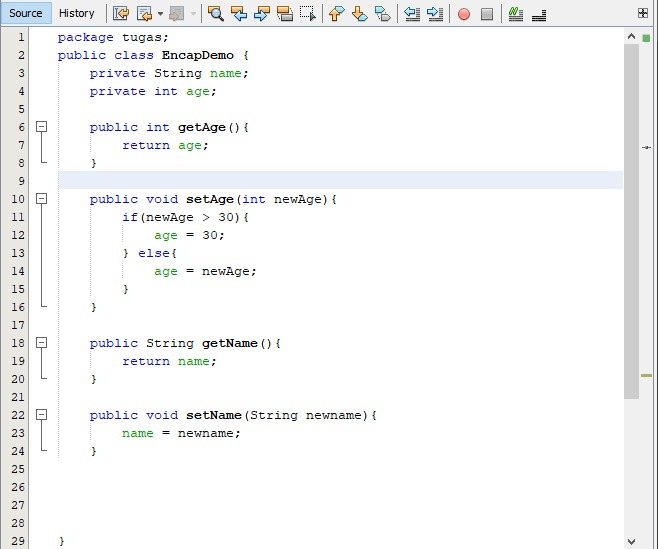 Source History
1 package tugas;
2 public class EncapDemo {
3     private String name;
4     private int age;
5
6     public int getAge(){
7         return age;
8     }
9
10     public void setAge(int newAge){
11         if(newAge > 30){
12             age = 30;
13         } else{
14             age = newAge;
15         }
16     }
17
18     public String getName(){
19         return name;
20     }
21
22     public void setName(String newname){
23         name = newname;
24     }
25
26
27
28
29 }